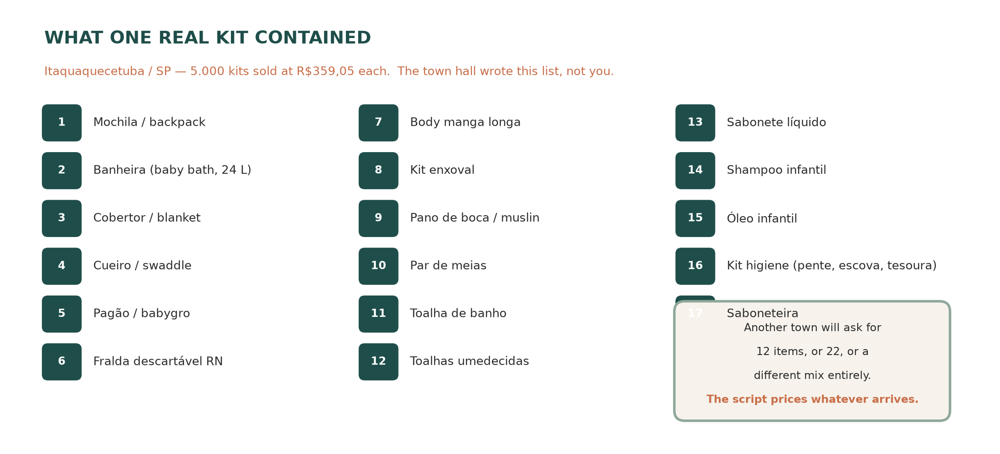 WHAT ONE REAL KIT CONTAINED
Itaquaquecetuba / SP — 5.000 kits sold at R$359,05 each.  The town hall wrote this list, not you.
1 Mochila / backpack
2 Banheira (baby bath, 24 L)
3 Cobertor / blanket
4 Cueiro / swaddle
5 Pagão / babygro
6 Fralda descartável RN
7 Body manga longa
8 Kit enxoval
9 Pano de boca / muslin
10 Par de meias
11 Toalha de banho
12 Toalhas umedecidas
13 Sabonete líquido
14 Shampoo infantil
15 Óleo infantil
16 Kit higiene (pente, escova, tesoura)
17 Saboneteira
Another town will ask for
12 items, or 22, or a
different mix entirely.
The script prices whatever arrives.